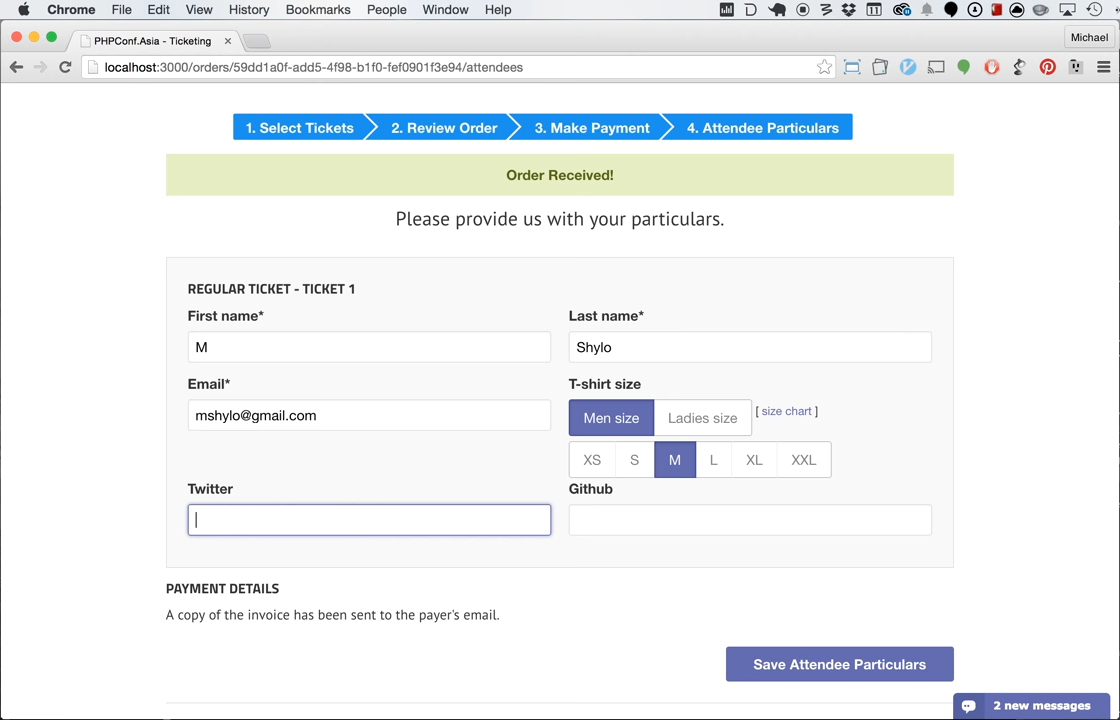 Chrome File Edit View History Bookmarks People Window Help
PHPConf.Asia - Ticketing
Michael
localhost:3000/orders/59dd1a0f-add5-4f98-b1f0-fef0901f3e94/attendees
1. Select Tickets 2. Review Order 3. Make Payment 4. Attendee Particulars
Order Received!
Please provide us with your particulars.
REGULAR TICKET - TICKET 1
First name* Last name*
M Shylo
Email* T-shirt size
mshylo@gmail.com Men size Ladies size [ size chart ]
XS S M L XL XXL
Twitter Github
PAYMENT DETAILS
A copy of the invoice has been sent to the payer's email.
Save Attendee Particulars
2 new messages